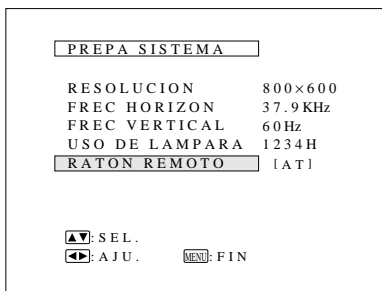 PREPA SISTEMA
RESOLUCION 800×600
FREC HORIZON 37.9KHz
FREC VERTICAL 60Hz
USO DE LAMPARA 1234H
RATON REMOTO [AT]
▲▼:SEL.
◀▶:AJU. MENU:FIN